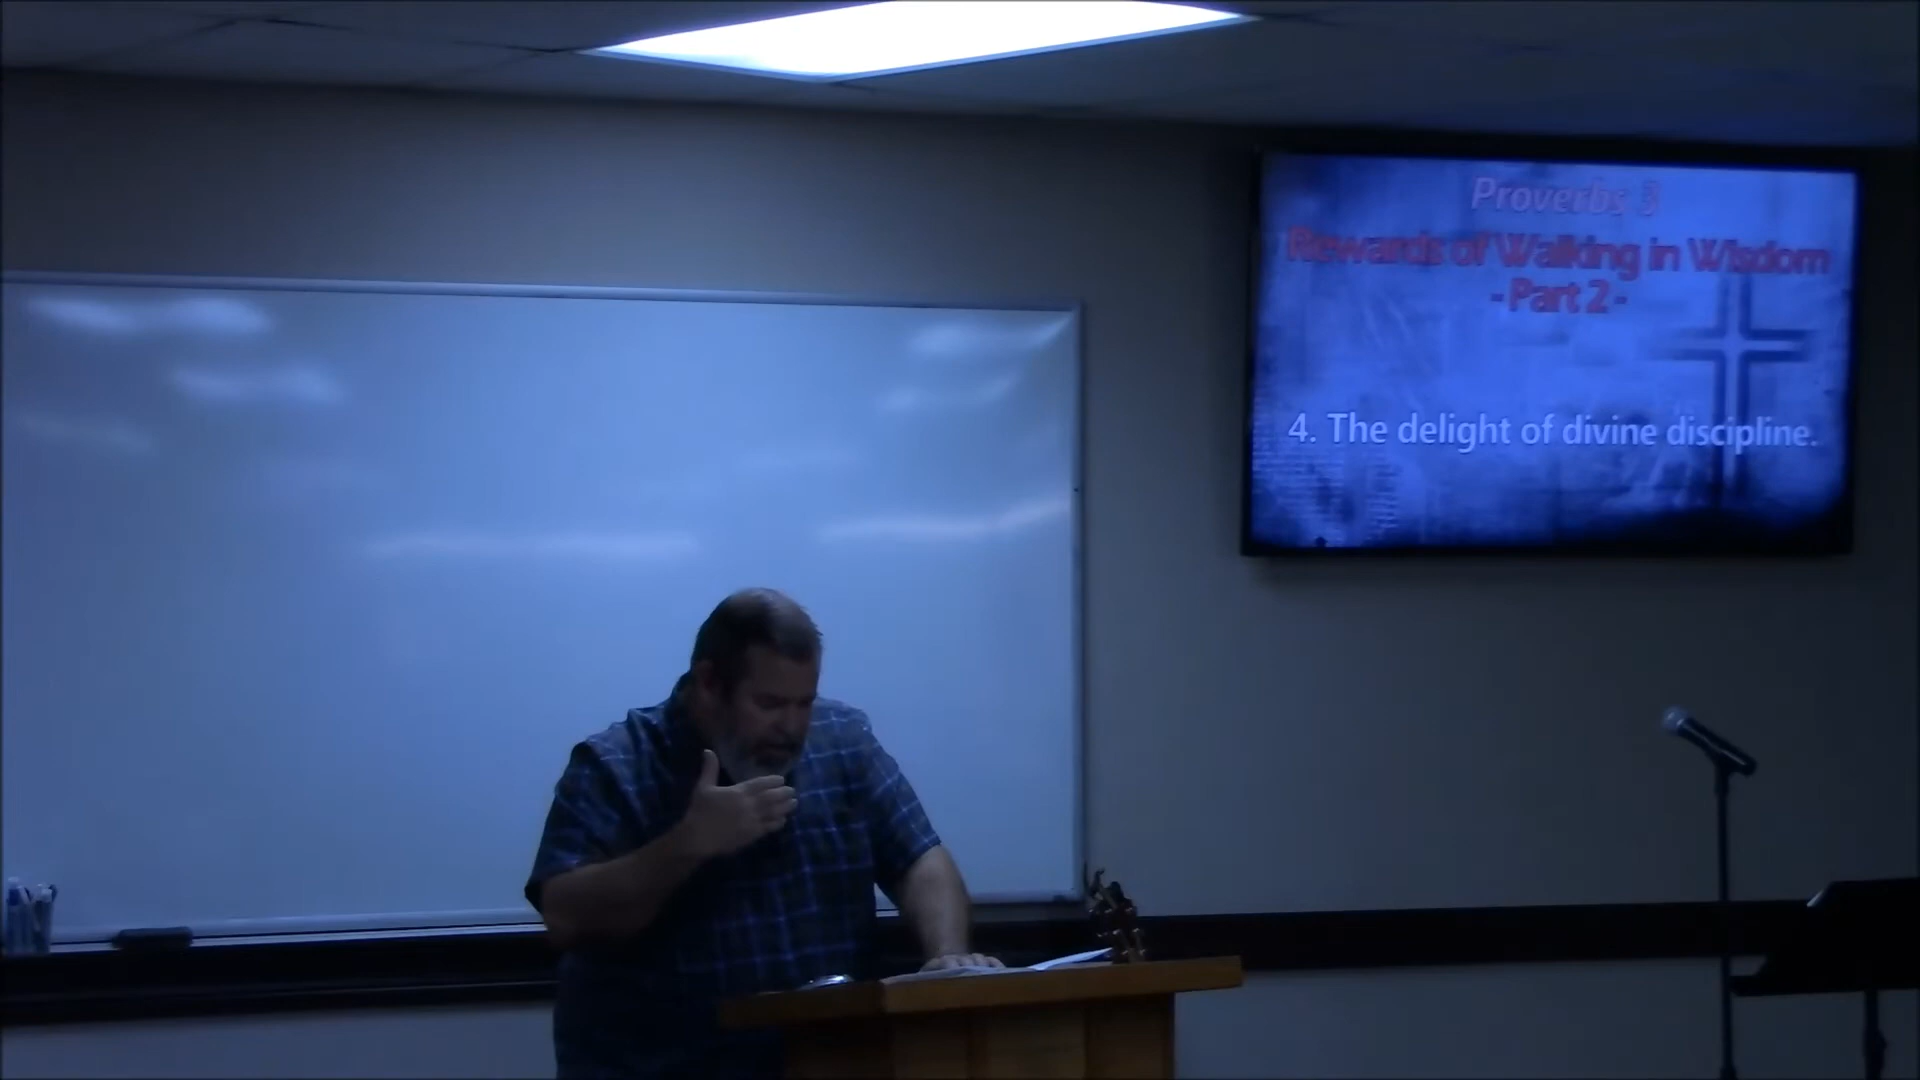 Proverbs 3
Rewards of Walking in Wisdom
- Part 2 -
4. The delight of divine discipline.